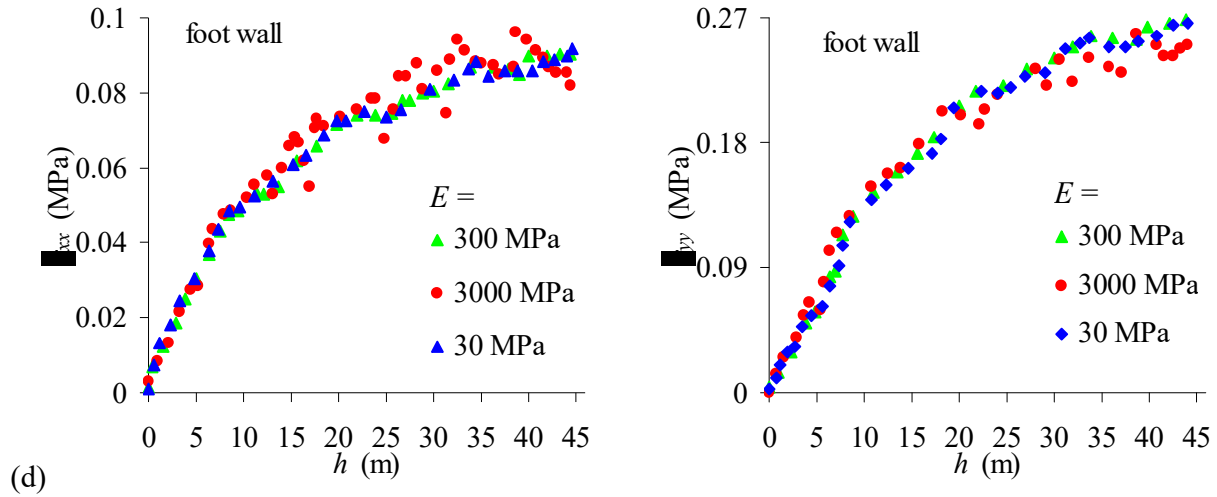 foot wall
0.1
0.08
0.06
0.04
0.02
0
xx (MPa)
E =
300 MPa
3000 MPa
30 MPa
0 5 10 15 20 25 30 35 40 45
h (m)
foot wall
0.27
0.18
0.09
0
yy (MPa)
E =
300 MPa
3000 MPa
30 MPa
0 5 10 15 20 25 30 35 40 45
h (m)
(d)